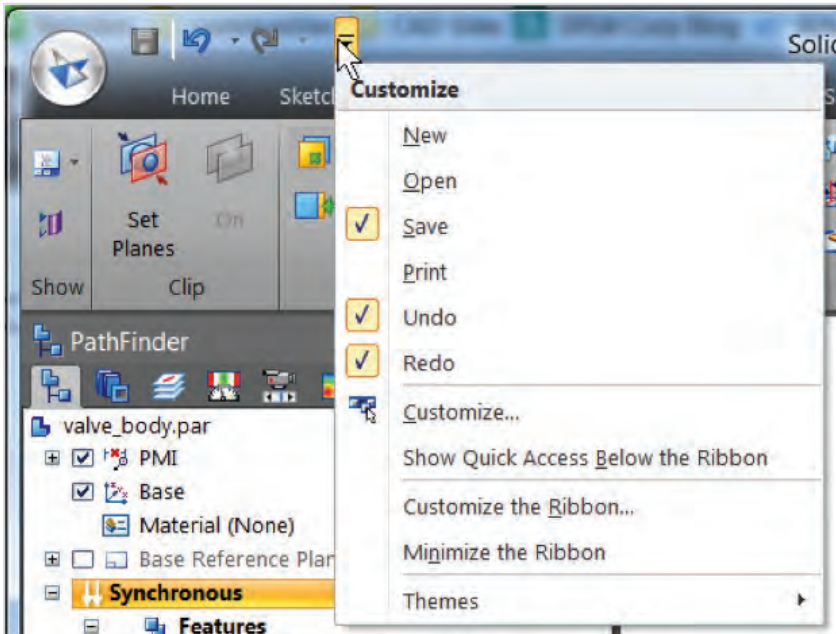 Solid
Home
Sketch
Customize
New
Open
Save
Print
Undo
Redo
Customize...
Show Quick Access Below the Ribbon
Customize the Ribbon...
Minimize the Ribbon
Themes
Set Planes
On
Show
Clip
PathFinder
valve_body.par
PMI
Base
Material (None)
Base Reference Plan
Synchronous
Features